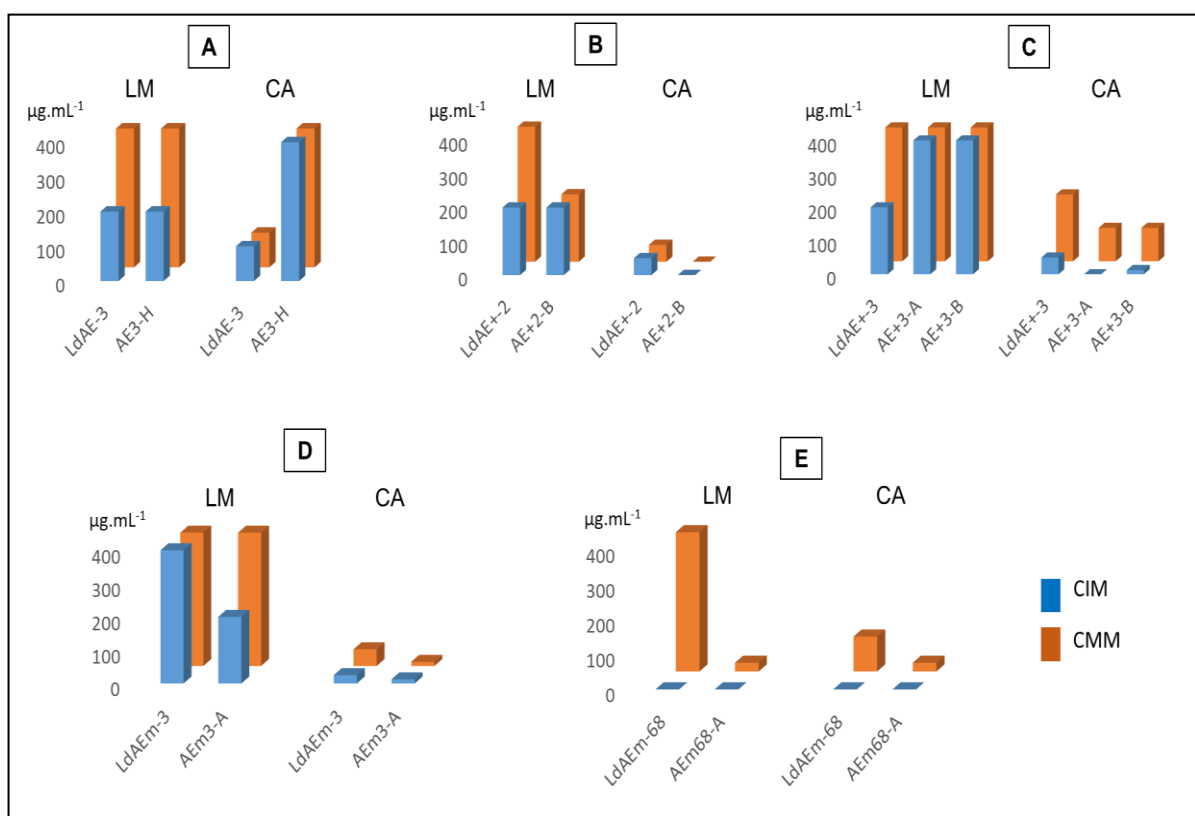 A
LM CA
µg.mL-1
400
300
200
100
0
LdAE-3 AE3-H LdAE-3 AE3-H
B
LM CA
µg.mL-1
400
300
200
100
0
LdAE+-2 AE+2-B LdAE+-2 AE+2-B
C
LM CA
µg.mL-1
400
300
200
100
0
LdAE+-3 AE+3-A AE+3-B LdAE+-3 AE+3-A AE+3-B
D
LM CA
µg.mL-1
400
300
200
100
0
LdAEm-3 AEm3-A LdAEm-3 AEm3-A
E
LM CA
µg.mL-1
400
300
200
100
0
LdAEm-68 AEm68-A LdAEm-68 AEm68-A
CIM
CMM